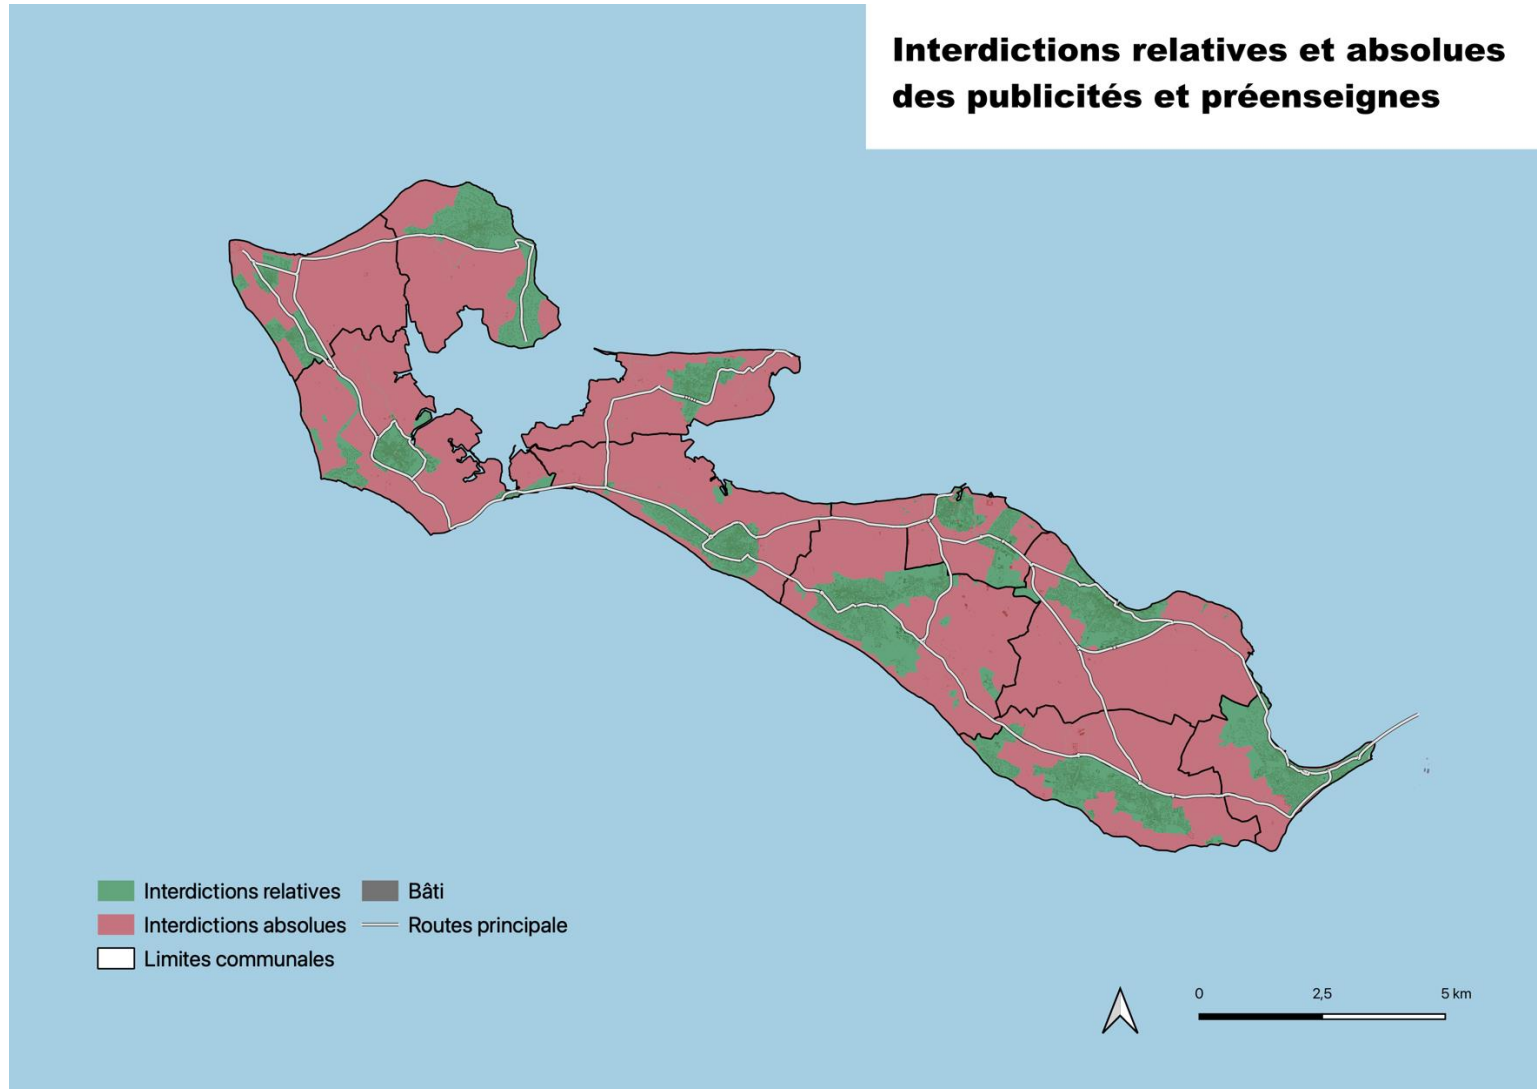 Interdictions relatives et absolues
des publicités et préenseignes
Interdictions relatives
Bâti
Interdictions absolues
Routes principale
Limites communales
0 2,5 5 km